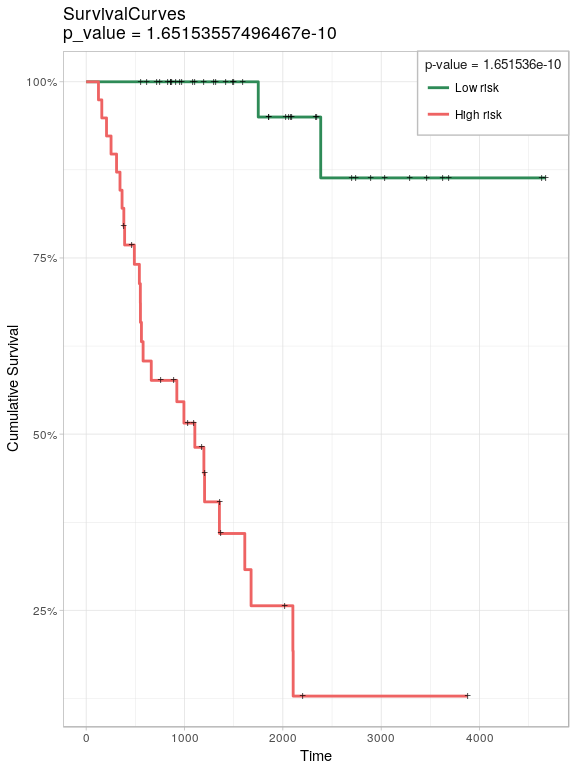 SurvivalCurves
p_value = 1.65153557496467e-10
p-value = 1.651536e-10
Low risk
High risk
100%
75%
50%
25%
Cumulative Survival
0 1000 2000 3000 4000
Time